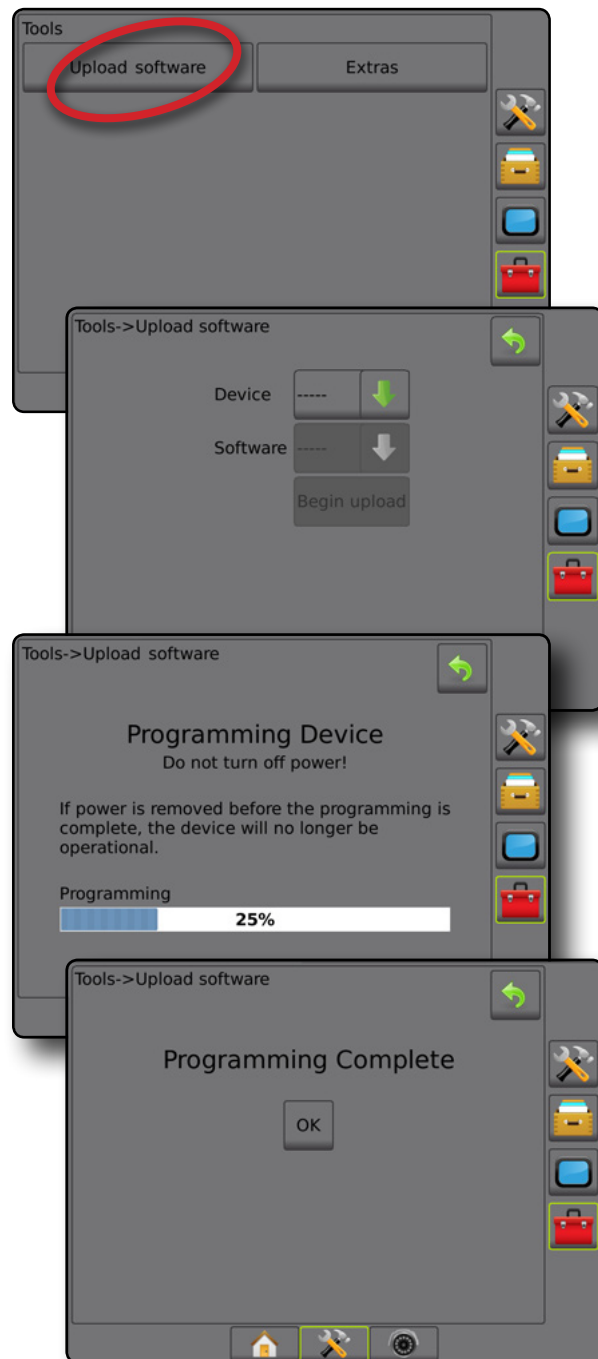 Tools
Upload software
Extras
Tools->Upload software
Device -----
Software -----
Begin upload
Tools->Upload software
Programming Device
Do not turn off power!
If power is removed before the programming is
complete, the device will no longer be
operational.
Programming
25%
Tools->Upload software
Programming Complete
OK